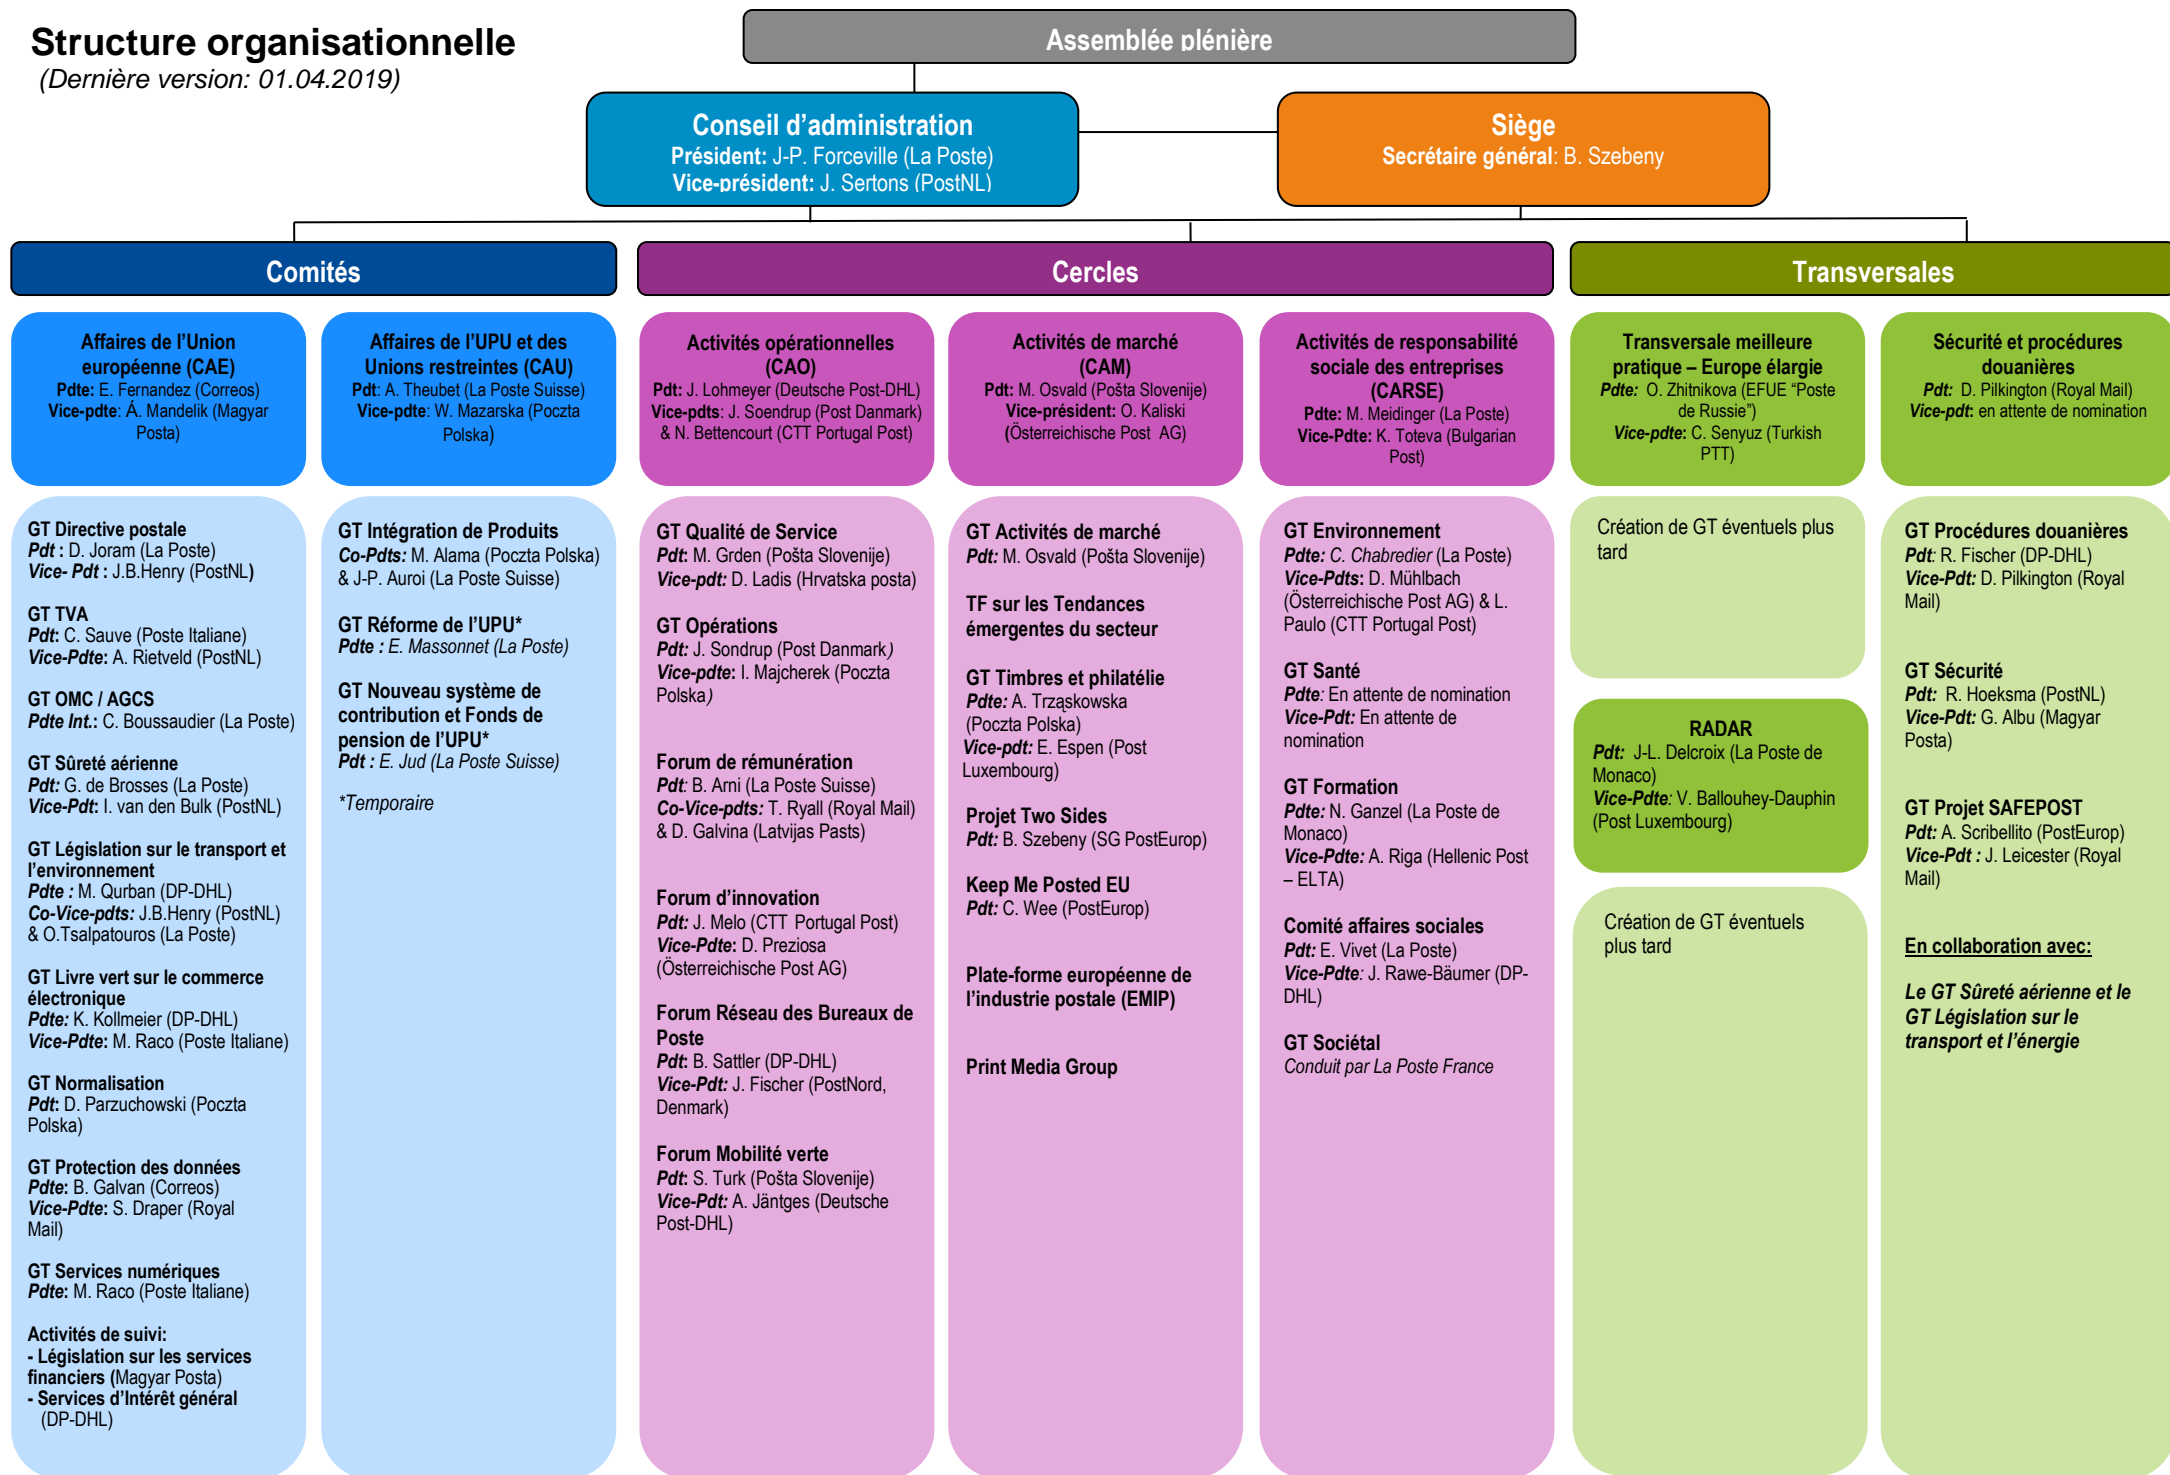 Structure organisationnelle
(Dernière version: 01.04.2019)
Assemblée plénière
Conseil d’administration
Président: J-P. Forceville (La Poste)
Vice-président: J. Sertons (PostNL)
Siège
Secrétaire général: B. Szebeny
Comités
Cercles
Transversales
Affaires de l’Union
européenne (CAE)
Pdte: E. Fernandez (Correos)
Vice-pdte: Á. Mandelik (Magyar
Posta)
Affaires de l’UPU et des
Unions restreintes (CAU)
Pdt: A. Theubet (La Poste Suisse)
Vice-pdte: W. Mazarska (Poczta
Polska)
Activités opérationnelles
(CAO)
Pdt: J. Lohmeyer (Deutsche Post-DHL)
Vice-pdts: J. Soendrup (Post Danmark)
& N. Bettencourt (CTT Portugal Post)
Activités de marché
(CAM)
Pdt: M. Osvald (Pošta Slovenije)
Vice-président: O. Kaliski
(Österreichische Post AG)
Activités de responsabilité
sociale des entreprises
(CARSE)
Pdte: M. Meidinger (La Poste)
Vice-Pdte: K. Toteva (Bulgarian
Post)
Transversale meilleure
pratique – Europe élargie
Pdte: O. Zhitnikova (EFUE “Poste
de Russie”)
Vice-pdte: C. Senyuz (Turkish
PTT)
Sécurité et procédures
douanières
Pdt: D. Pilkington (Royal Mail)
Vice-pdt: en attente de nomination
GT Directive postale
Pdt : D. Joram (La Poste)
Vice- Pdt : J.B.Henry (PostNL)
GT TVA
Pdt: C. Sauve (Poste Italiane)
Vice-Pdte: A. Rietveld (PostNL)
GT OMC / AGCS
Pdte Int.: C. Boussaudier (La Poste)
GT Sûreté aérienne
Pdt: G. de Brosses (La Poste)
Vice-Pdt: I. van den Bulk (PostNL)
GT Législation sur le transport et
l’environnement
Pdte : M. Qurban (DP-DHL)
Co-Vice-pdts: J.B.Henry (PostNL)
& O.Tsalpatouros (La Poste)
GT Livre vert sur le commerce
électronique
Pdte: K. Kollmeier (DP-DHL)
Vice-Pdte: M. Raco (Poste Italiane)
GT Normalisation
Pdt: D. Parzuchowski (Poczta
Polska)
GT Protection des données
Pdte: B. Galvan (Correos)
Vice-Pdte: S. Draper (Royal
Mail)
GT Services numériques
Pdte: M. Raco (Poste Italiane)
Activités de suivi:
- Législation sur les services
financiers (Magyar Posta)
- Services d’Intérêt général
(DP-DHL)
GT Intégration de Produits
Co-Pdts: M. Alama (Poczta Polska)
& J-P. Auroi (La Poste Suisse)
GT Réforme de l’UPU*
Pdte : E. Massonnet (La Poste)
GT Nouveau système de
contribution et Fonds de
pension de l’UPU*
Pdt : E. Jud (La Poste Suisse)
*Temporaire
GT Qualité de Service
Pdt: M. Grden (Pošta Slovenije)
Vice-pdt: D. Ladis (Hrvatska posta)
GT Opérations
Pdt: J. Sondrup (Post Danmark)
Vice-pdte: I. Majcherek (Poczta
Polska)
Forum de rémunération
Pdt: B. Arni (La Poste Suisse)
Co-Vice-pdts: T. Ryall (Royal Mail)
& D. Galvina (Latvijas Pasts)
Forum d’innovation
Pdt: J. Melo (CTT Portugal Post)
Vice-Pdte: D. Preziosa
(Österreichische Post AG)
Forum Réseau des Bureaux de
Poste
Pdt: B. Sattler (DP-DHL)
Vice-Pdt: J. Fischer (PostNord,
Denmark)
Forum Mobilité verte
Pdt: S. Turk (Pošta Slovenije)
Vice-Pdt: A. Jäntges (Deutsche
Post-DHL)
GT Activités de marché
Pdt: M. Osvald (Pošta Slovenije)
TF sur les Tendances
émergentes du secteur
GT Timbres et philatélie
Pdte: A. Trząskowska
(Poczta Polska)
Vice-pdt: E. Espen (Post
Luxembourg)
Projet Two Sides
Pdt: B. Szebeny (SG PostEurop)
Keep Me Posted EU
Pdt: C. Wee (PostEurop)
Plate-forme européenne de
l’industrie postale (EMIP)
Print Media Group
GT Environnement
Pdte: C. Chabredier (La Poste)
Vice-Pdts: D. Mühlbach
(Österreichische Post AG) & L.
Paulo (CTT Portugal Post)
GT Santé
Pdte: En attente de nomination
Vice-Pdt: En attente de
nomination
GT Formation
Pdte: N. Ganzel (La Poste de
Monaco)
Vice-Pdte: A. Riga (Hellenic Post
– ELTA)
Comité affaires sociales
Pdt: E. Vivet (La Poste)
Vice-Pdte: J. Rawe-Bäumer (DP-
DHL)
GT Sociétal
Conduit par La Poste France
Création de GT éventuels plus
tard
RADAR
Pdt: J-L. Delcroix (La Poste de
Monaco)
Vice-Pdte: V. Ballouhey-Dauphin
(Post Luxembourg)
Création de GT éventuels
plus tard
GT Procédures douanières
Pdt: R. Fischer (DP-DHL)
Vice-Pdt: D. Pilkington (Royal
Mail)
GT Sécurité
Pdt: R. Hoeksma (PostNL)
Vice-Pdt: G. Albu (Magyar
Posta)
GT Projet SAFEPOST
Pdt: A. Scribellito (PostEurop)
Vice-Pdt : J. Leicester (Royal
Mail)
En collaboration avec:
Le GT Sûreté aérienne et le
GT Législation sur le
transport et l’énergie